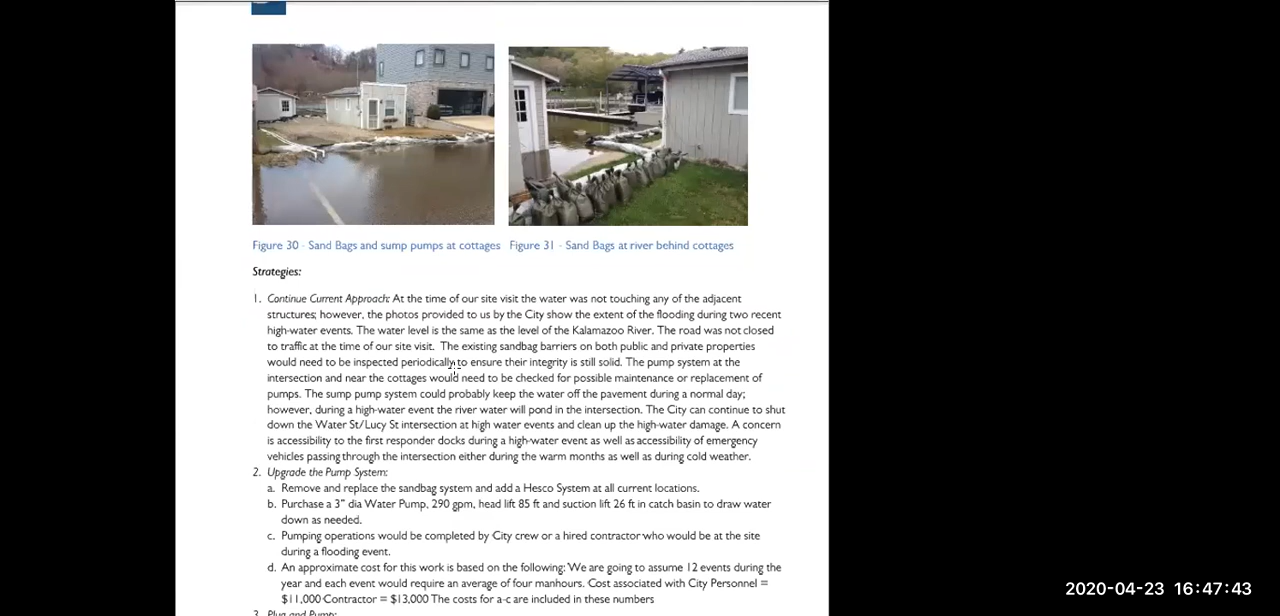 Figure 30 - Sand Bags and sump pumps at cottages Figure 31 - Sand Bags at river behind cottages
Strategies:
1. Continue Current Approach: At the time of our site visit the water was not touching any of the adjacent
structures; however, the photos provided to us by the City show the extent of the flooding during two recent
high-water events. The water level is the same as the level of the Kalamazoo River. The road was not closed
to traffic at the time of our site visit. The existing sandbag barriers on both public and private properties
would need to be inspected periodically to ensure their integrity is still solid. The pump system at the
intersection and near the cottages would need to be checked for possible maintenance or replacement of
pumps. The sump pump system could probably keep the water off the pavement during a normal day;
however, during a high-water event the river water will pond in the intersection. The City can continue to shut
down the Water St/Lucy St intersection at high water events and clean up the high-water damage. A concern
is accessibility to the first responder docks during a high-water event as well as accessibility of emergency
vehicles passing through the intersection either during the warm months as well as during cold weather.
2. Upgrade the Pump System:
a. Remove and replace the sandbag system and add a Hesco System at all current locations.
b. Purchase a 3" dia Water Pump, 290 gpm, head lift 85 ft and suction lift 26 ft in catch basin to draw water
down as needed.
c. Pumping operations would be completed by City crew or a hired contractor who would be at the site
during a flooding event.
d. An approximate cost for this work is based on the following: We are going to assume 12 events during the
year and each event would require an average of four manhours. Cost associated with City Personnel =
$11,000 Contractor = $13,000 The costs for a-c are included in these numbers
3. Plug and Pump:
2020-04-23 16:47:43